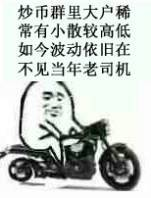 炒币群里大户稀
常有小散较高低
如今波动依旧在
不见当年老司机